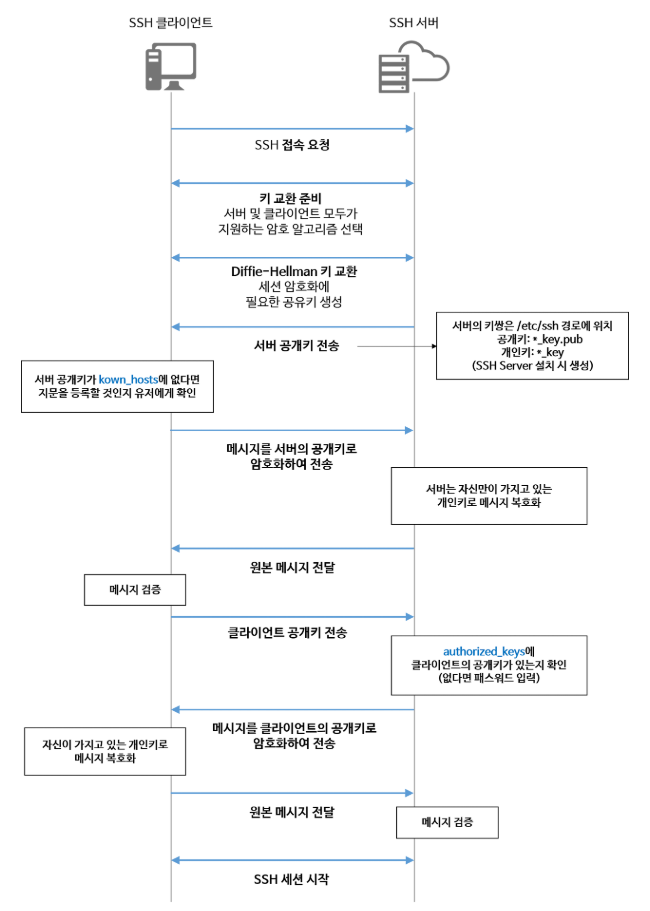 SSH 클라이언트
SSH 서버
SSH 접속 요청
키 교환 준비
서버 및 클라이언트 모두가
지원하는 암호 알고리즘 선택
Diffie-Hellman 키 교환
세션 암호화에
필요한 공유키 생성
서버 공개키 전송
서버의 키쌍은 /etc/ssh 경로에 위치
공개키: *_key.pub
개인키: *_key
(SSH Server 설치 시 생성)
서버 공개키가 kown_hosts에 없다면
지문을 등록할 것인지 유저에게 확인
메시지를 서버의 공개키로
암호화하여 전송
서버는 자신만이 가지고 있는
개인키로 메시지 복호화
원본 메시지 전달
메시지 검증
클라이언트 공개키 전송
authorized_keys에
클라이언트의 공개키가 있는지 확인
(없다면 패스워드 입력)
메시지를 클라이언트의 공개키로
암호화하여 전송
자신이 가지고 있는 개인키로
메시지 복호화
원본 메시지 전달
메시지 검증
SSH 세션 시작